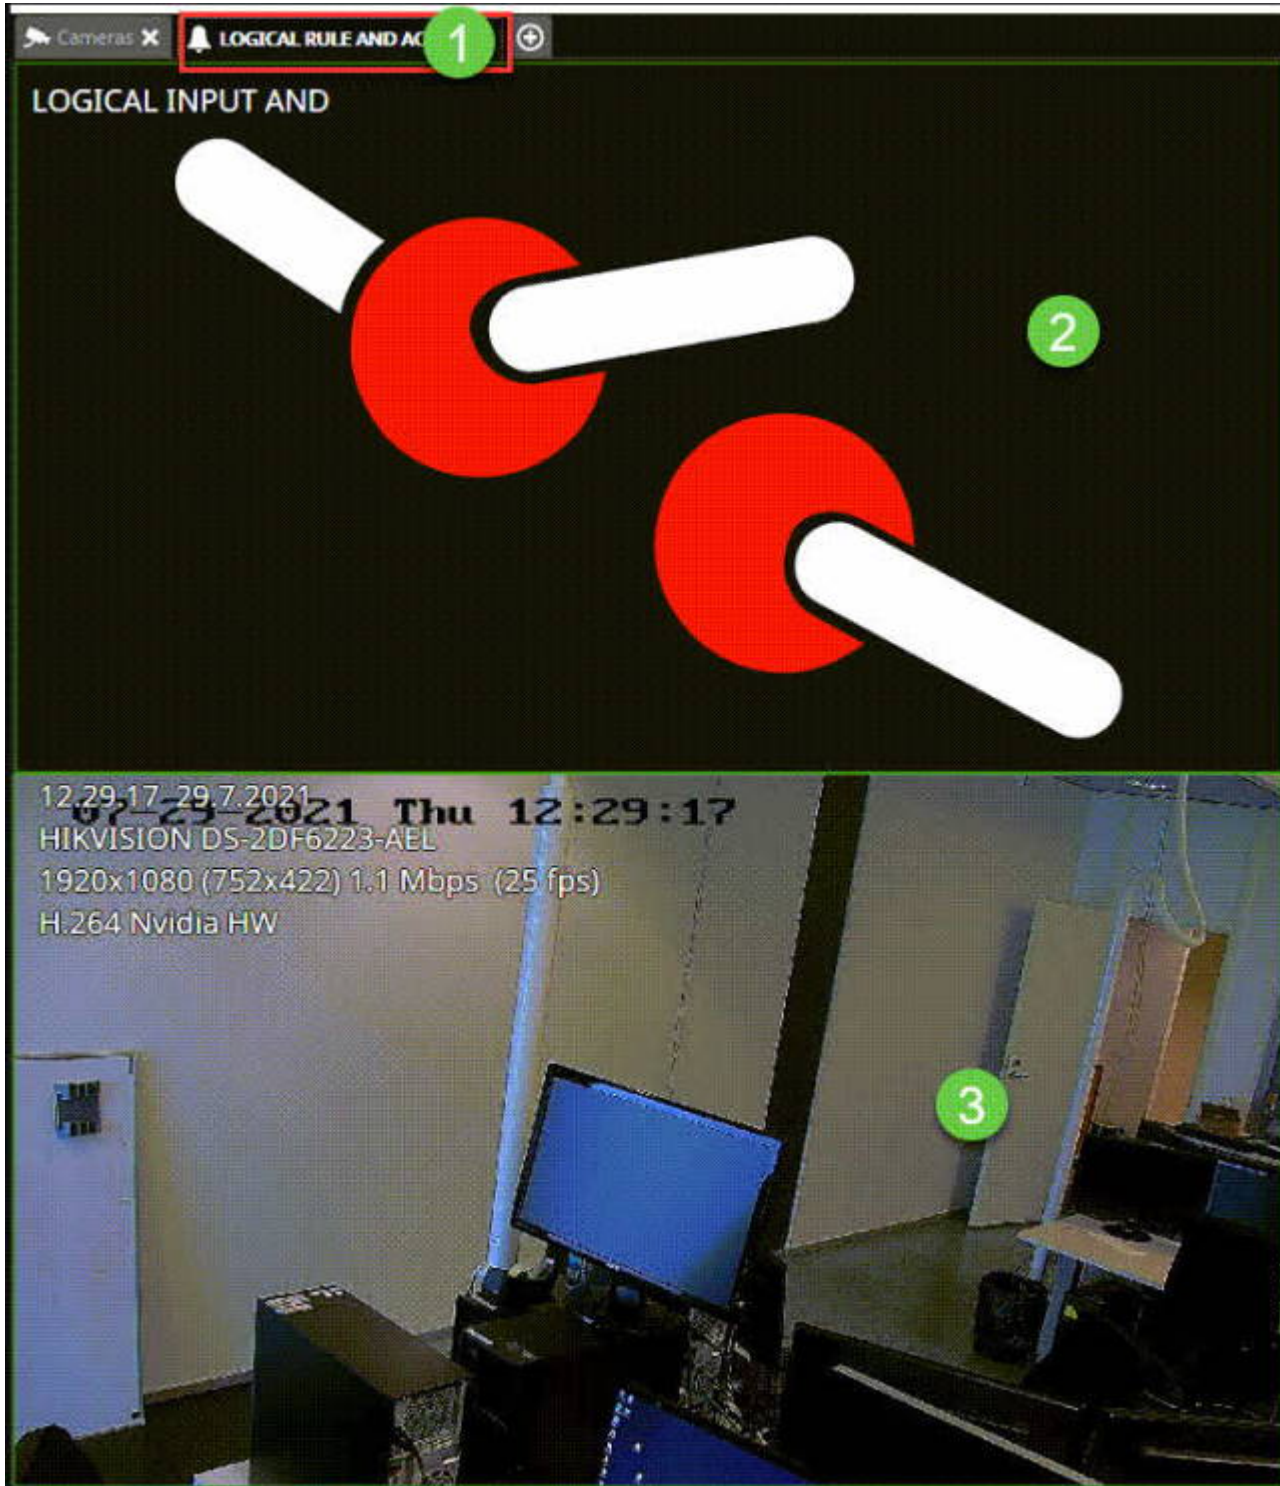 Cameras
LOGICAL RULE AND AC
1
LOGICAL INPUT AND
2
12.29.17 29.7.2021
07-29-2021 Thu 12:29:17
HIKVISION DS-2DF6223-AEL
1920x1080 (752x422) 1.1 Mbps (25 fps)
H.264 Nvidia HW
3